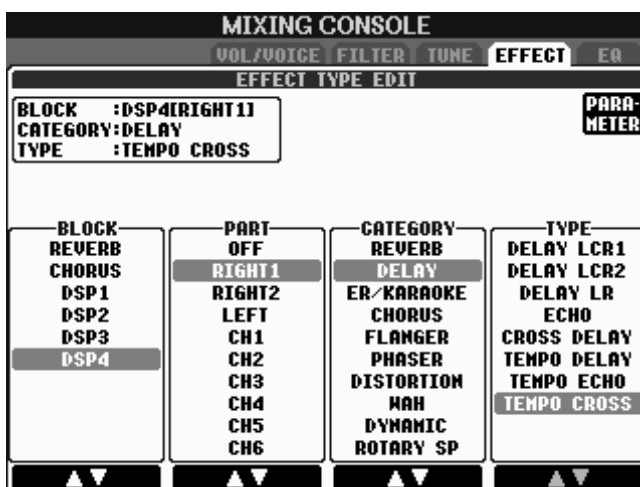 MIXING CONSOLE
VOL/VOICE FILTER TUNE EFFECT EQ
EFFECT TYPE EDIT
BLOCK :DSP4[RIGHT1]
CATEGORY:DELAY
TYPE :TEMPO CROSS
PARA-
METER
BLOCK
REVERB
CHORUS
DSP1
DSP2
DSP3
DSP4
PART
OFF
RIGHT1
RIGHT2
LEFT
CH1
CH2
CH3
CH4
CH5
CH6
CATEGORY
REVERB
DELAY
ER/KARAOKE
CHORUS
FLANGER
PHASER
DISTORTION
WAH
DYNAMIC
ROTARY SP
TYPE
DELAY LCR1
DELAY LCR2
DELAY LR
ECHO
CROSS DELAY
TEMPO DELAY
TEMPO ECHO
TEMPO CROSS